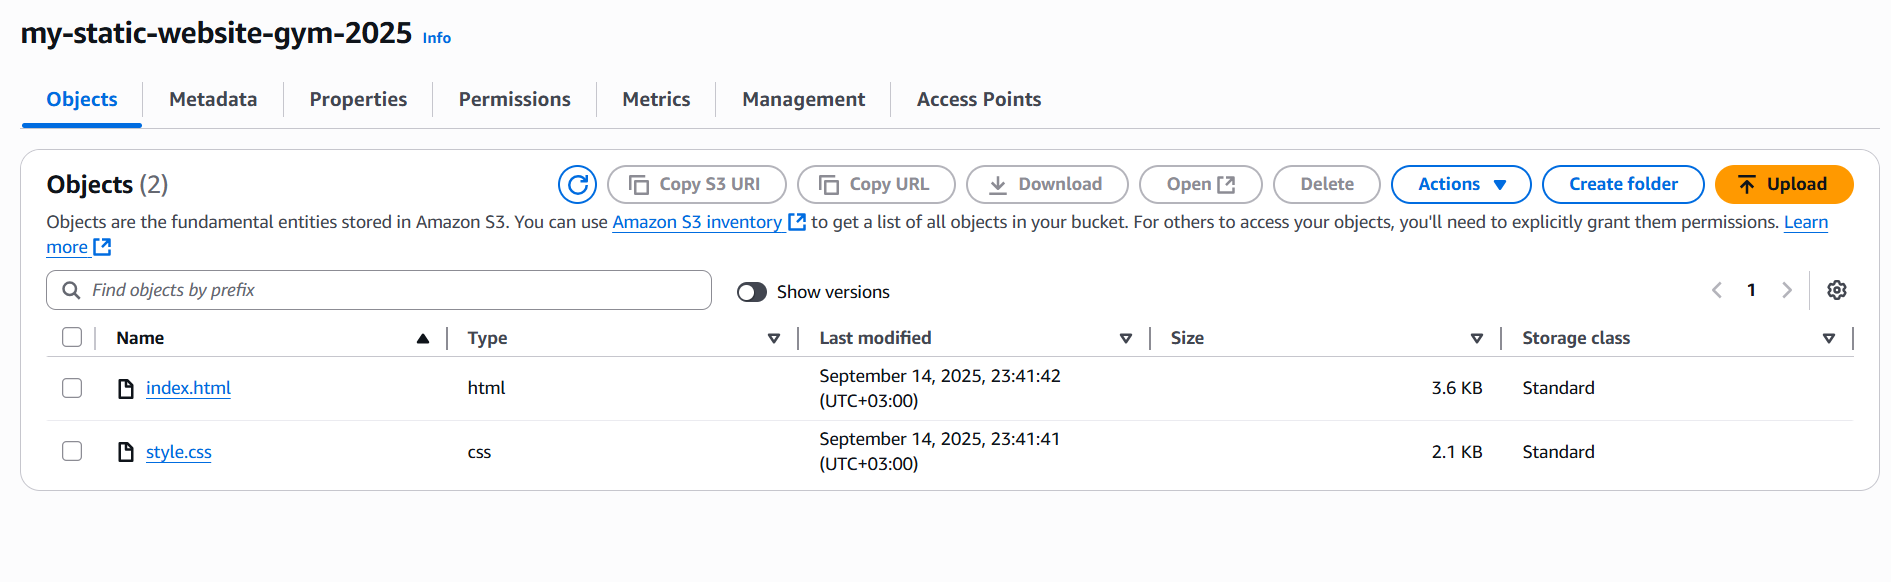 my-static-website-gym-2025 Info
Objects Metadata Properties Permissions Metrics Management Access Points
Objects (2) Copy S3 URI Copy URL Download Open Delete Actions Create folder Upload
Objects are the fundamental entities stored in Amazon S3. You can use Amazon S3 inventory to get a list of all objects in your bucket. For others to access your objects, you'll need to explicitly grant them permissions. Learn
more
Find objects by prefix Show versions 1
Name Type Last modified Size Storage class
index.html html September 14, 2025, 23:41:42 (UTC+03:00) 3.6 KB Standard
style.css css September 14, 2025, 23:41:41 (UTC+03:00) 2.1 KB Standard